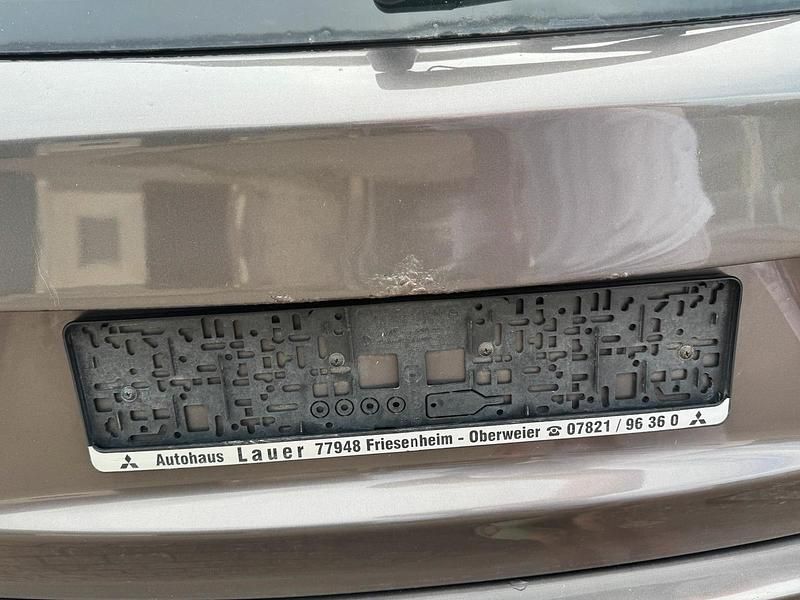 Autohaus Lauer 77948 Friesenheim - Oberweier ☎ 07821 / 96 36 0